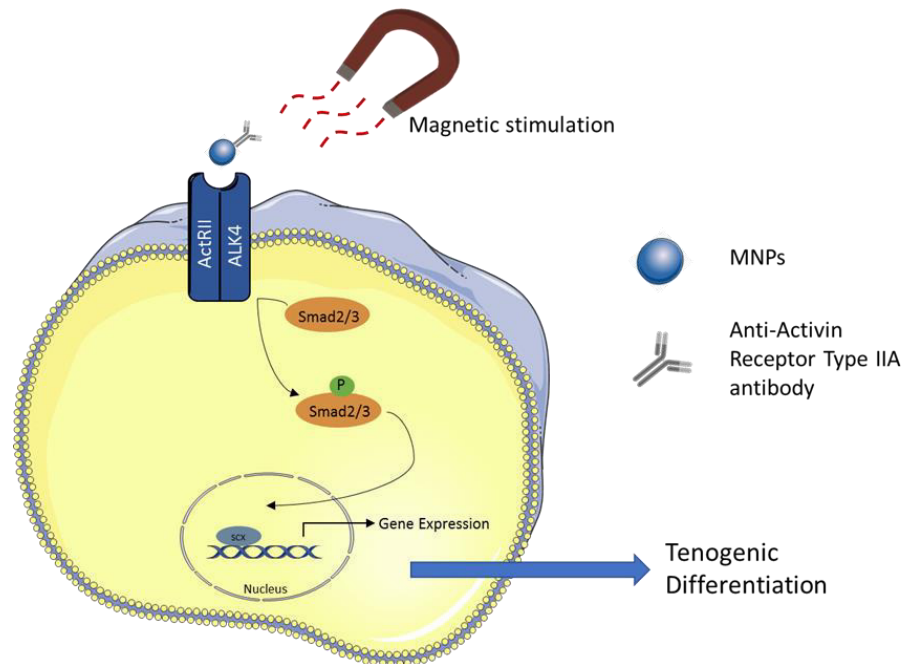 Magnetic stimulation
ActRII
ALK4
Smad2/3
P
Smad2/3
SCX
Gene Expression
Nucleus
MNPs
Anti-Activin
Receptor Type IIA
antibody
Tenogenic
Differentiation